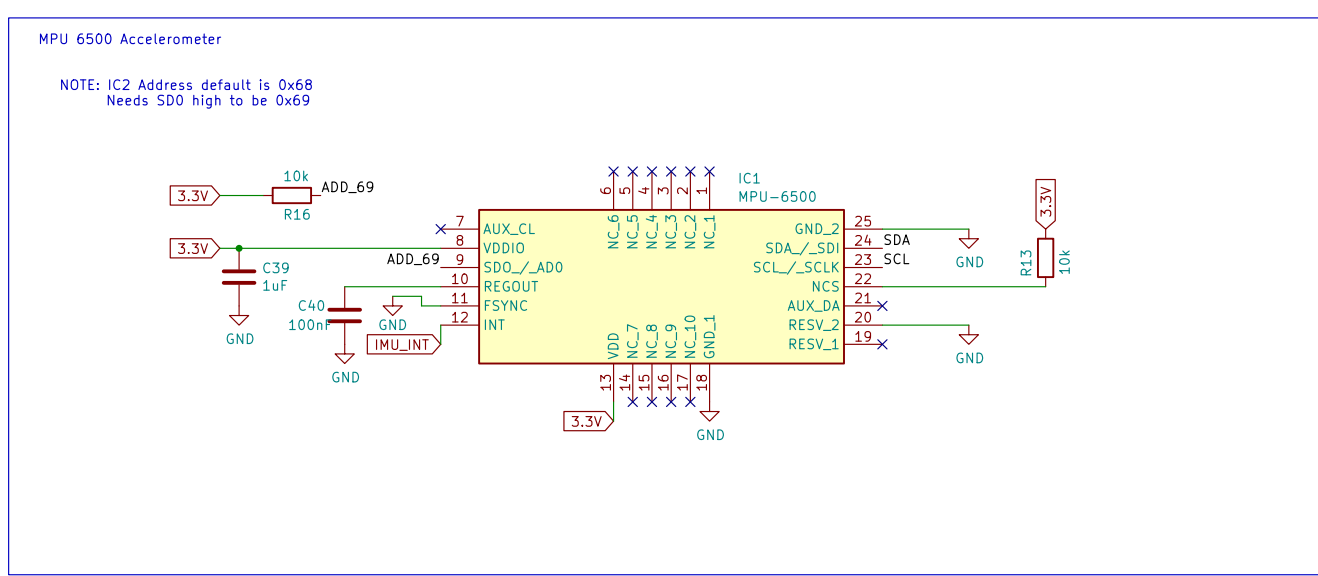 MPU 6500 Accelerometer
NOTE: IC2 Address default is 0x68
Needs SD0 high to be 0x69
10k
3.3V
ADD_69
R16
3.3V
C39
1uF
GND
ADD_69
C40
100nF
GND
GND
IMU_INT
IC1
MPU-6500
6
5
4
3
2
1
NC_6
NC_5
NC_4
NC_3
NC_2
NC_1
7
AUX_CL
8
VDDIO
9
SDO_/_AD0
10
REGOUT
11
FSYNC
12
INT
GND_2
25
SDA_/_SDI
24
SDA
SCL_/_SCLK
23
SCL
NCS
22
AUX_DA
21
RESV_2
20
RESV_1
19
VDD
NC_7
NC_8
NC_9
NC_10
GND_1
13
14
15
16
17
18
3.3V
GND
GND
GND
3.3V
R13
10k